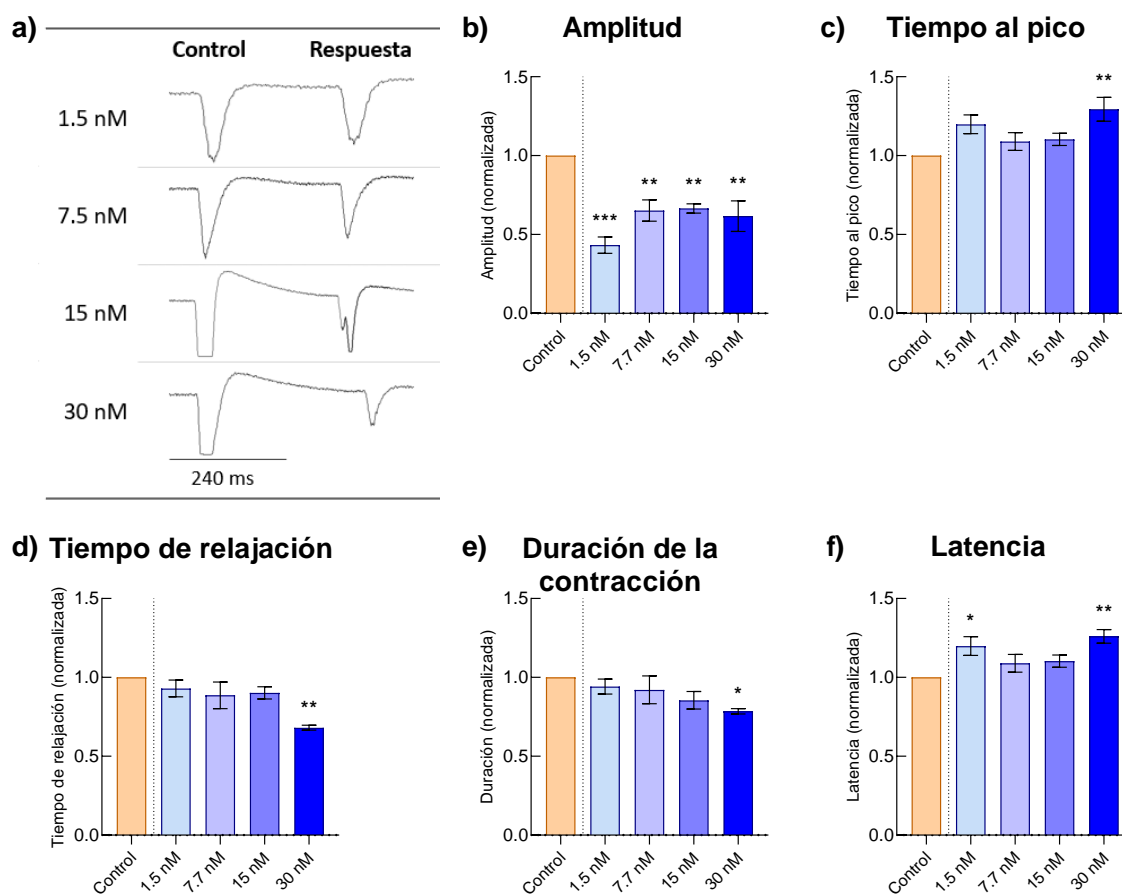 a)
Control Respuesta
1.5 nM
7.5 nM
15 nM
30 nM
240 ms
b) Amplitud
Amplitud (normalizada)
1.5
1.0
0.5
0.0
***
**
**
**
Control
1.5 nM
7.7 nM
15 nM
30 nM
c) Tiempo al pico
Tiempo al pico (normalizada)
1.5
1.0
0.5
0.0
**
Control
1.5 nM
7.7 nM
15 nM
30 nM
d) Tiempo de relajación
Tiempo de relajación (normalizada)
1.5
1.0
0.5
0.0
**
Control
1.5 nM
7.7 nM
15 nM
30 nM
e) Duración de la
contracción
Duración (normalizada)
1.5
1.0
0.5
0.0
*
Control
1.5 nM
7.7 nM
15 nM
30 nM
f) Latencia
Latencia (normalizada)
1.5
1.0
0.5
0.0
*
**
Control
1.5 nM
7.7 nM
15 nM
30 nM